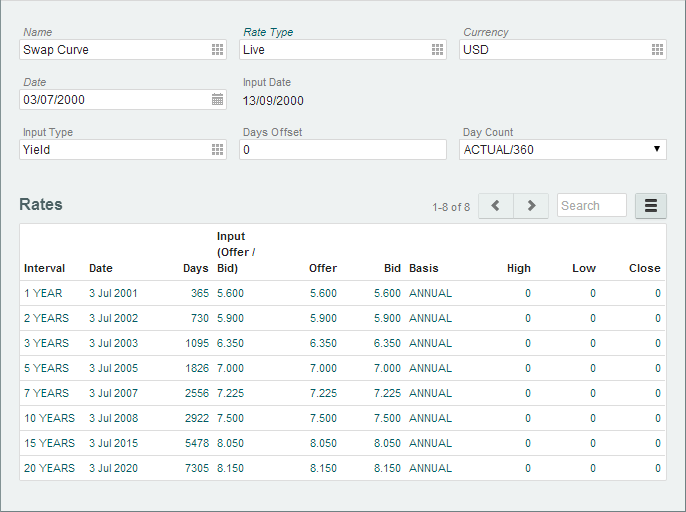 Name Rate Type Currency
Swap Curve Live USD
Date Input Date
03/07/2000 13/09/2000
Input Type Days Offset Day Count
Yield 0 ACTUAL/360
Rates 1-8 of 8 Search
Input
(Offer /
Interval Date Days Bid) Offer Bid Basis High Low Close
1 YEAR 3 Jul 2001 365 5.600 5.600 5.600 ANNUAL 0 0 0
2 YEARS 3 Jul 2002 730 5.900 5.900 5.900 ANNUAL 0 0 0
3 YEARS 3 Jul 2003 1095 6.350 6.350 6.350 ANNUAL 0 0 0
5 YEARS 3 Jul 2005 1826 7.000 7.000 7.000 ANNUAL 0 0 0
7 YEARS 3 Jul 2007 2556 7.225 7.225 7.225 ANNUAL 0 0 0
10 YEARS 3 Jul 2008 2922 7.500 7.500 7.500 ANNUAL 0 0 0
15 YEARS 3 Jul 2015 5478 8.050 8.050 8.050 ANNUAL 0 0 0
20 YEARS 3 Jul 2020 7305 8.150 8.150 8.150 ANNUAL 0 0 0